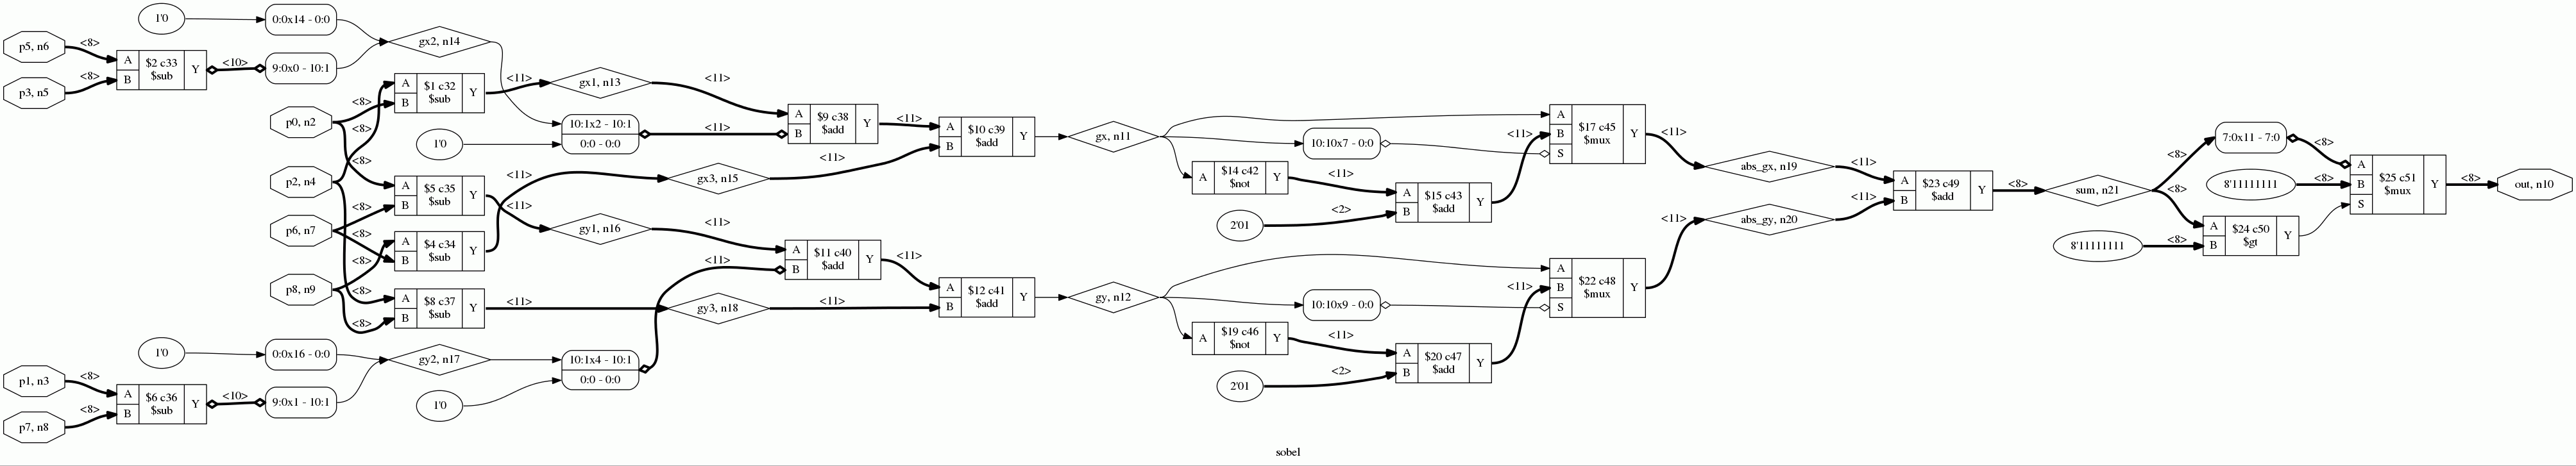 1'0
0:0x14 - 0:0
p5, n6
<8>
p3, n5
<8>
A
B
$2 c33
$sub
Y
<10>
9:0x0 - 10:1
gx2, n14
p0, n2
p2, n4
p6, n7
p8, n9
<8>
<8>
A
B
$1 c32
$sub
Y
<11>
gx1, n13
<11>
1'0
10:1x2 - 10:1
0:0 - 0:0
<11>
A
B
$9 c38
$add
Y
<11>
<8>
<8>
A
B
$5 c35
$sub
Y
<11>
<11>
gx3, n15
<11>
A
B
$10 c39
$add
Y
gx, n11
<8>
<8>
A
B
$4 c34
$sub
Y
gy1, n16
<11>
<8>
<8>
A
B
$8 c37
$sub
Y
<11>
gy3, n18
<11>
<11>
A
B
$11 c40
$add
Y
<11>
A
B
$12 c41
$add
Y
gy, n12
1'0
0:0x16 - 0:0
p1, n3
<8>
p7, n8
<8>
A
B
$6 c36
$sub
Y
<10>
9:0x1 - 10:1
gy2, n17
1'0
10:1x4 - 10:1
0:0 - 0:0
10:10x7 - 0:0
A
$14 c42
$not
Y
<11>
2'01
<2>
A
B
$15 c43
$add
Y
<11>
A
B
S
$17 c45
$mux
Y
<11>
abs_gx, n19
<11>
10:10x9 - 0:0
A
$19 c46
$not
Y
<11>
2'01
<2>
A
B
$20 c47
$add
Y
<11>
A
B
S
$22 c48
$mux
Y
<11>
abs_gy, n20
<11>
A
B
$23 c49
$add
Y
<8>
sum, n21
<8>
<8>
7:0x11 - 7:0
<8>
8'11111111
<8>
8'11111111
<8>
A
B
$24 c50
$gt
Y
A
B
S
$25 c51
$mux
Y
<8>
out, n10
sobel